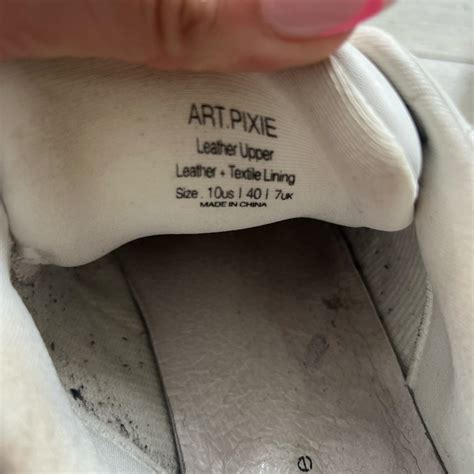 ART.PIXIE
Leather Upper
Leather + Textile Lining
Size . 10us | 40 | 7UK
MADE IN CHINA
e